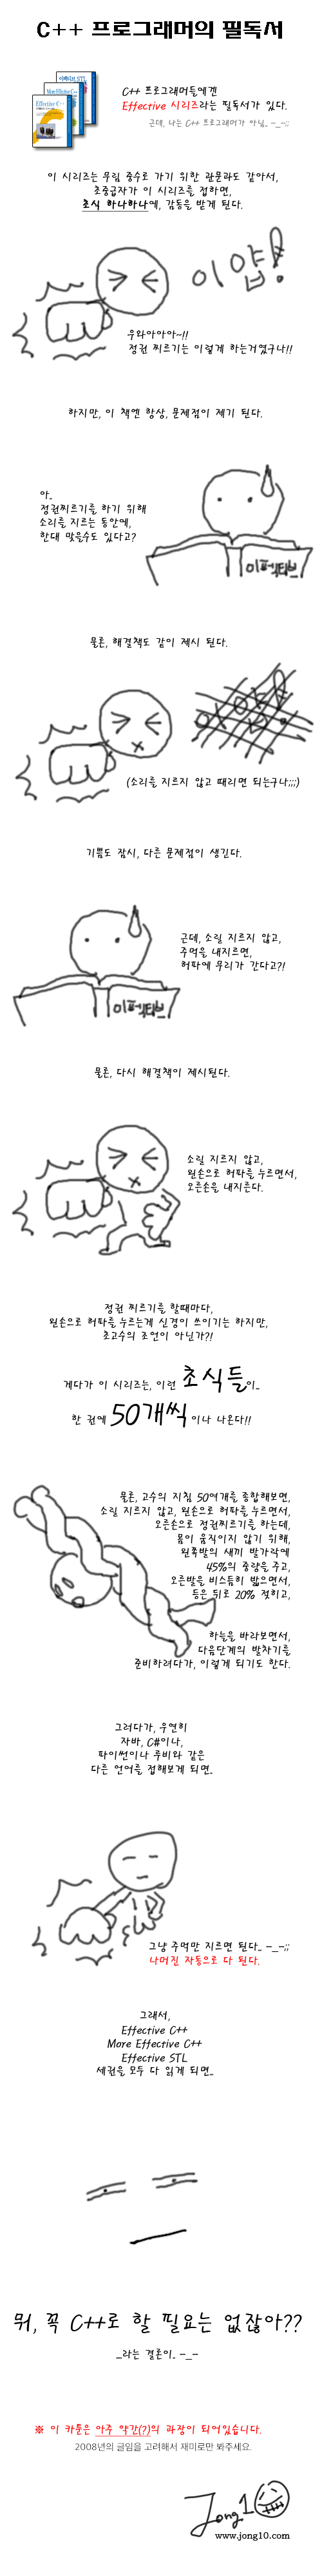 C++ 프로그래머의 필독서
이펙티브 STL
More Effective C++
Effective C++
C++ 프로그래머들에겐
Effective 시리즈라는 필독서가 있다.
근데, 나는 C++ 프로그래머가 아님.. -_-;;
이 시리즈는 무림 중수로 가기 위한 관문과도 같아서,
초중급자가 이 시리즈를 접하면,
초식 하나하나에, 감동을 받게 된다.
이얍!
우와아아아~!!
정권 찌르기는 이렇게 하는거였구나!!
하지만, 이 책엔 항상, 문제점이 제기 된다.
아..
정권찌르기를 하기 위해
소리를 지르는 동안에,
한대 맞을수도 있다고?
이펙티브
물론, 해결책도 같이 제시 된다.
(소리를 지르지 않고 때리면 되는구나;;;)
기쁨도 잠시, 다른 문제점이 생긴다.
근데, 소릴 지르지 않고,
주먹을 내지르면,
허파에 무리가 간다고?!
이펙티브
물론, 다시 해결책이 제시된다.
소릴 지르지 않고,
왼손으로 허파를 누르면서,
오른손을 내지른다.
정권 찌르기를 할때마다,
왼손으로 허파를 누르는게 신경이 쓰이기는 하지만,
초고수의 조언이 아닌가?!
게다가 이 시리즈는, 이런 초식들이..
한 권에 50개씩이나 나온다!!
물론, 고수의 지침 50여개를 종합해보면,
소릴 지르지 않고, 왼손으로 허파를 누르면서,
오른손으로 정권찌르기를 하는데,
몸이 움직이지 않기 위해,
왼쪽발의 새끼 발가락에
45%의 중량을 주고,
오른발을 비스듬히 밟으면서,
등은 뒤로 20% 젖히고,
하늘을 바라보면서,
다음단계의 발차기를
준비하려다가, 이렇게 되기도 한다.
그러다가, 우연히
자바, C#이나,
파이썬이나 루비와 같은
다른 언어를 접해보게 되면..
그냥 주먹만 지르면 된다.. -_-;;
나머진 자동으로 다 된다.
그래서,
Effective C++
More Effective C++
Effective STL
세권을 모두 다 읽게 되면..
뭐, 꼭 C++로 할 필요는 없잖아??
..라는 결론이.. -_-
※ 이 카툰은 아주 약간(?)의 과장이 되어있습니다.
2008년의 글임을 고려해서 재미로만 봐주세요.
Jong10
www.jong10.com